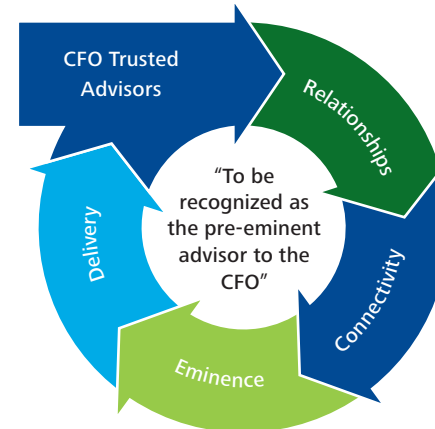 CFO Trusted
Advisors
Relationships
Connectivity
Eminence
Delivery
“To be
recognized as
the pre-eminent
advisor to the
CFO”